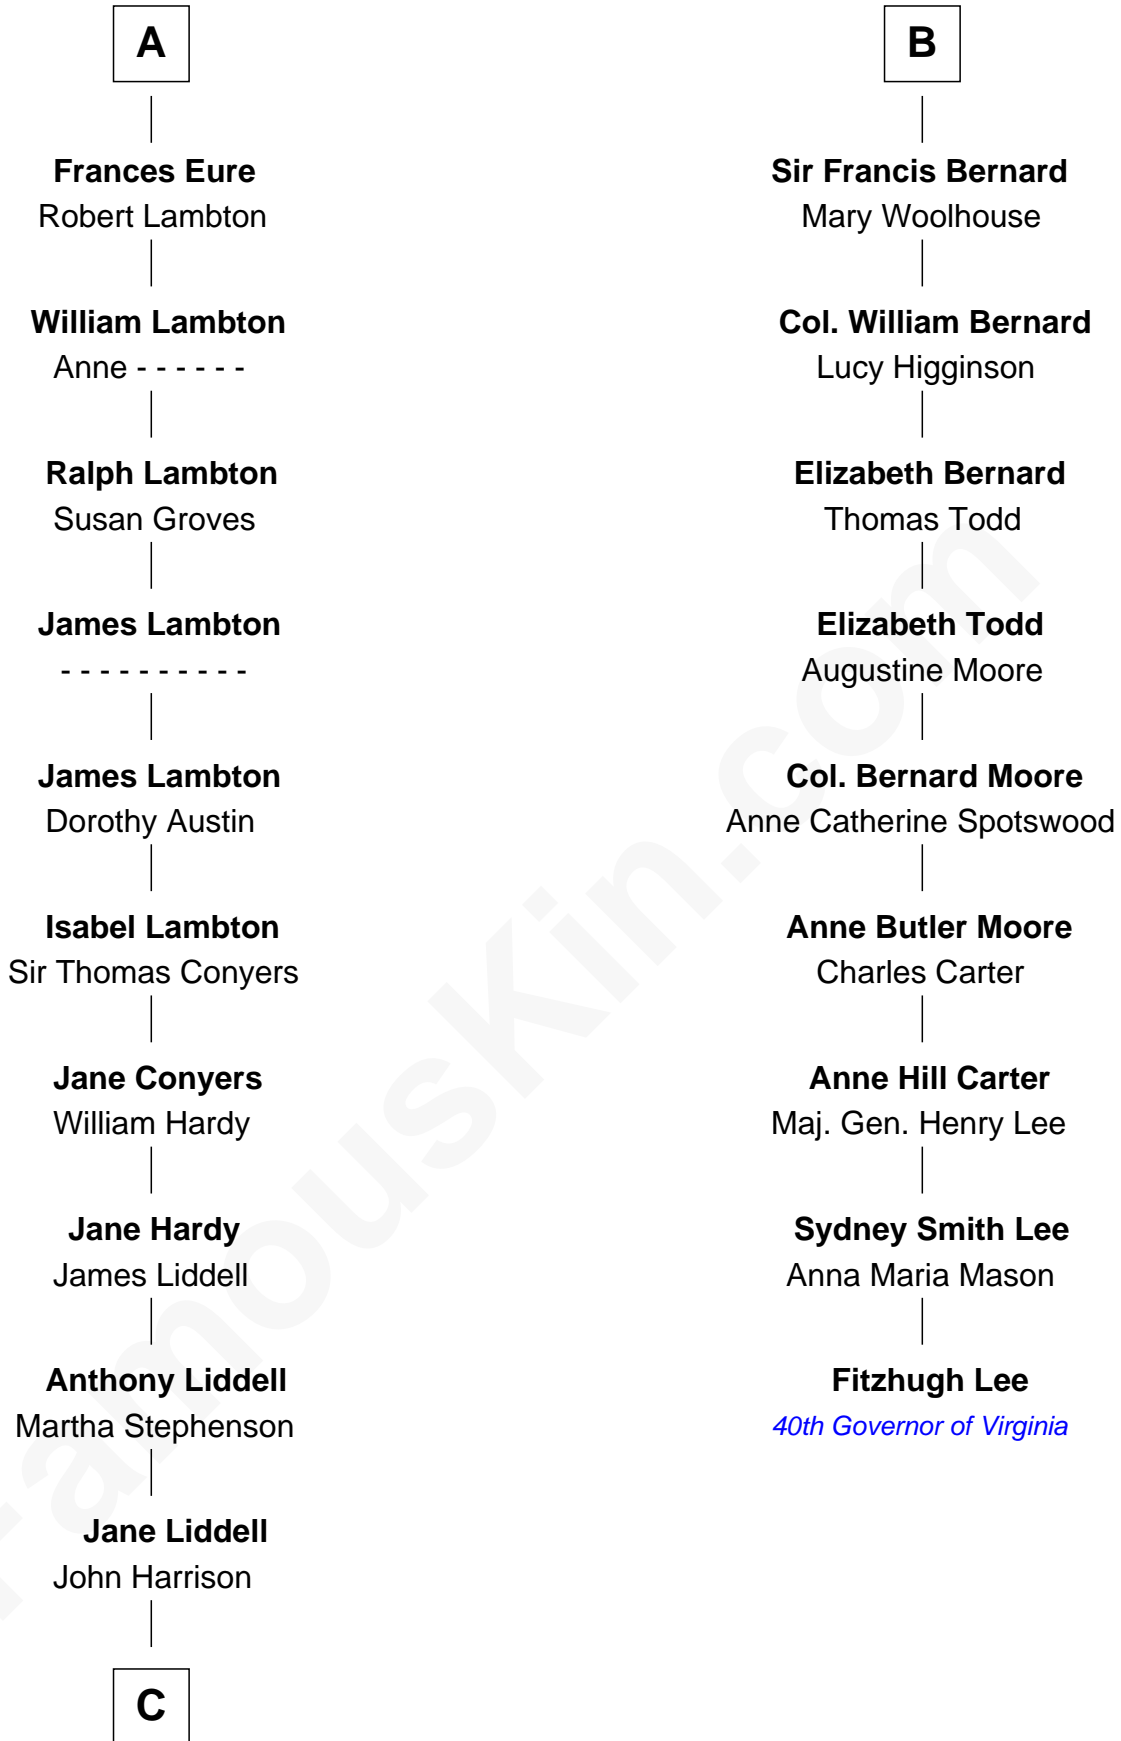 A
Frances Eure
Robert Lambton
William Lambton
Anne - - - - - -
Ralph Lambton
Susan Groves
James Lambton
- - - - - - - - - -
James Lambton
Dorothy Austin
Isabel Lambton
Sir Thomas Conyers
Jane Conyers
William Hardy
Jane Hardy
James Liddell
Anthony Liddell
Martha Stephenson
Jane Liddell
John Harrison
C
B
Sir Francis Bernard
Mary Woolhouse
Col. William Bernard
Lucy Higginson
Elizabeth Bernard
Thomas Todd
Elizabeth Todd
Augustine Moore
Col. Bernard Moore
Anne Catherine Spotswood
Anne Butler Moore
Charles Carter
Anne Hill Carter
Maj. Gen. Henry Lee
Sydney Smith Lee
Anna Maria Mason
Fitzhugh Lee
40th Governor of Virginia
FamousKin.com